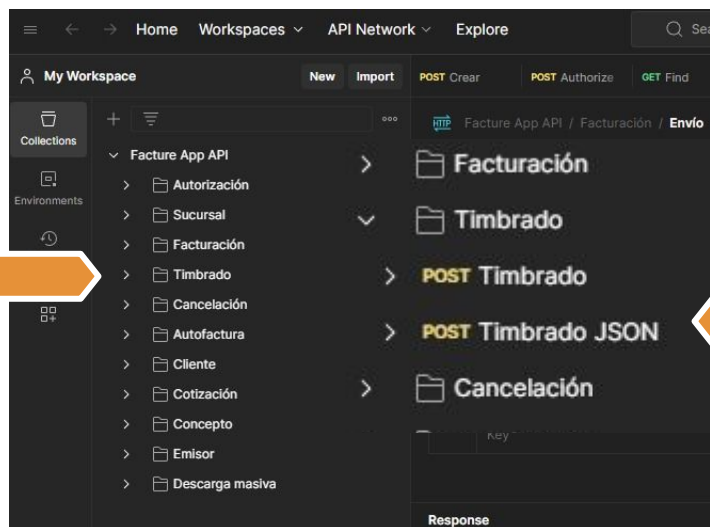 Home Workspaces API Network Explore
My Workspace New Import POST Crear POST Authorize GET Find
Collections
Environments
HTTP Facture App API / Facturación / Envío
Facture App API
Autorización
Sucursal
Facturación
Timbrado
Cancelación
Autofactura
Cliente
Cotización
Concepto
Emisor
Descarga masiva
Facturación
Timbrado
POST Timbrado
POST Timbrado JSON
Cancelación
Key
Response